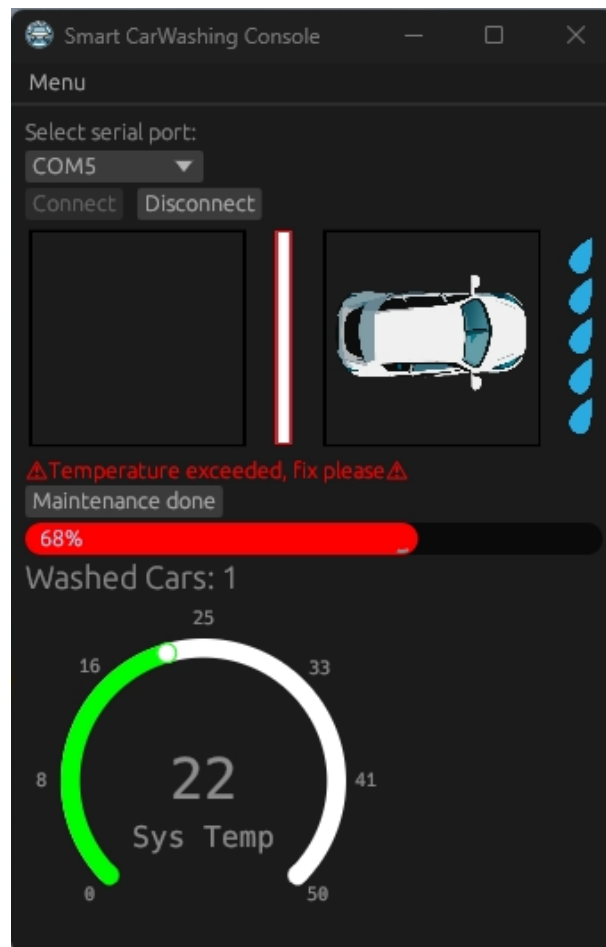 Smart CarWashing Console
Menu
Select serial port:
COM5
Connect Disconnect
⚠Temperature exceeded, fix please⚠
Maintenance done
68%
Washed Cars: 1
25
16 33
8 22 41
Sys Temp
0 50